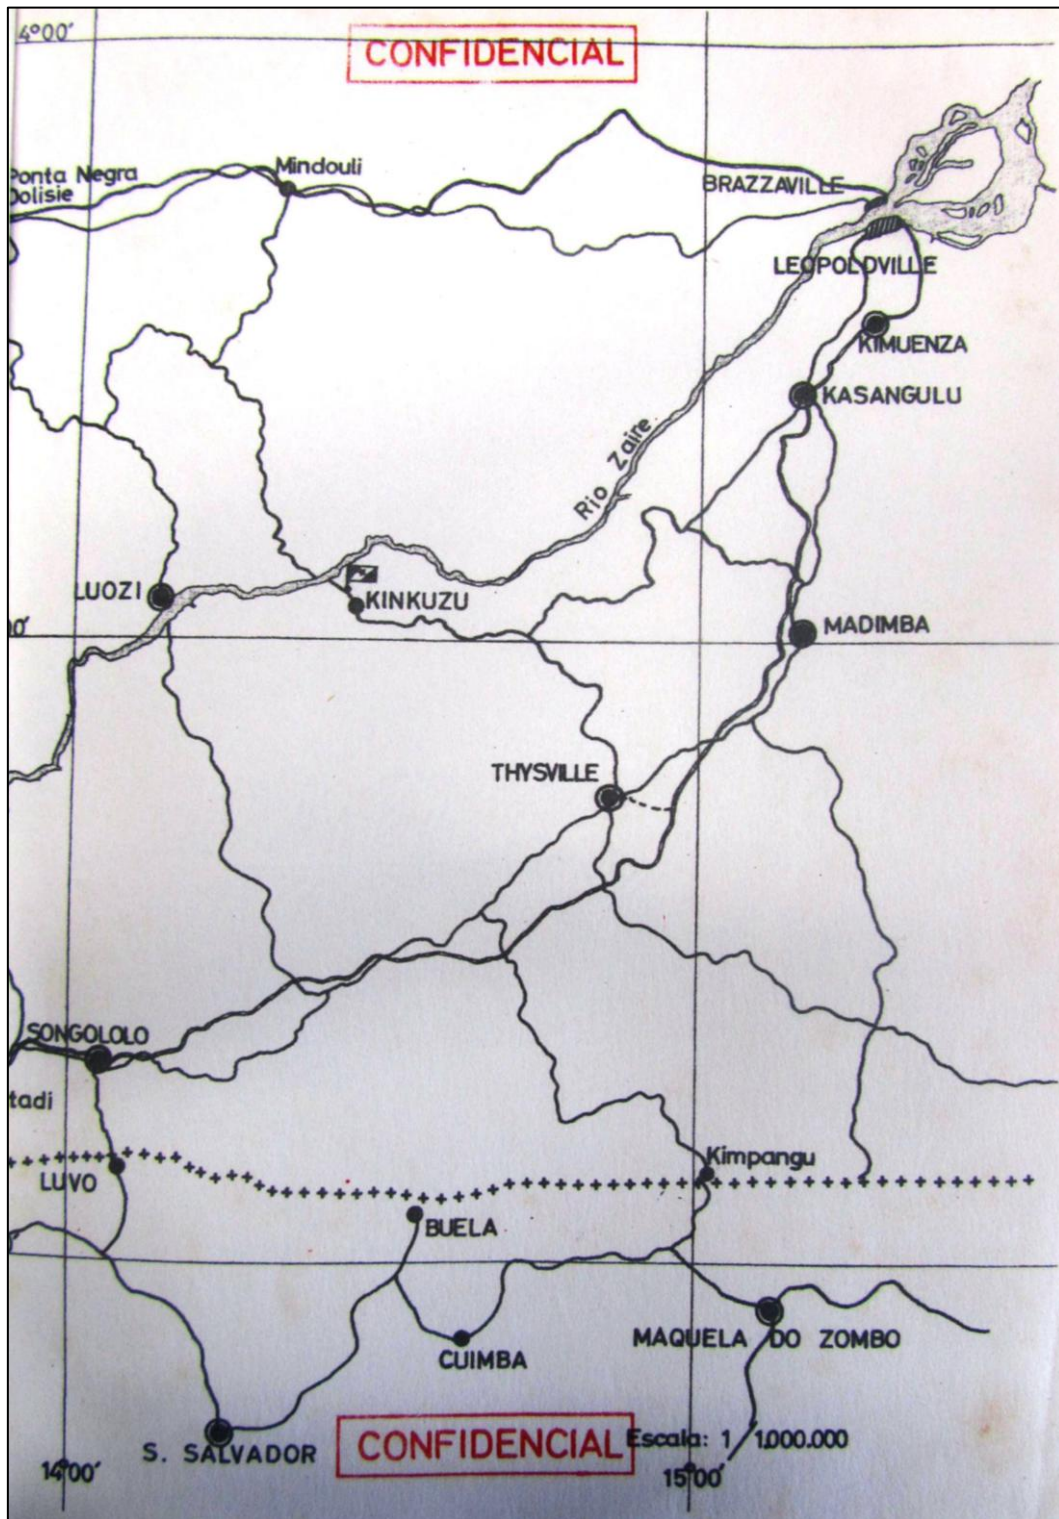 4°00'
CONFIDENCIAL
Ponta Negra
Dolisie
Mindouli
BRAZZAVILLE
LEOPOLDVILLE
KIMUENZA
KASANGULU
Rio Zaire
LUOZI
KINKUZU
00'
MADIMBA
THYSVILLE
SONGOLOLO
tadi
LUVO
Kimpangu
BUELA
CUIMBA
MAQUELA DO ZOMBO
S. SALVADOR
CONFIDENCIAL
Escala: 1 1.000.000
14°00'
15°00'